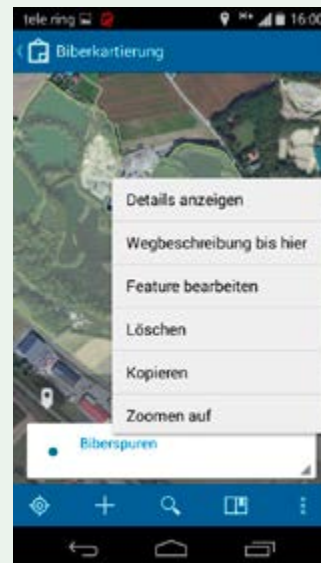 tele.ring H+ 16:00
Biberkartierung
Details anzeigen
Wegbeschreibung bis hier
Feature bearbeiten
Löschen
Kopieren
Zoomen auf
Biberspuren